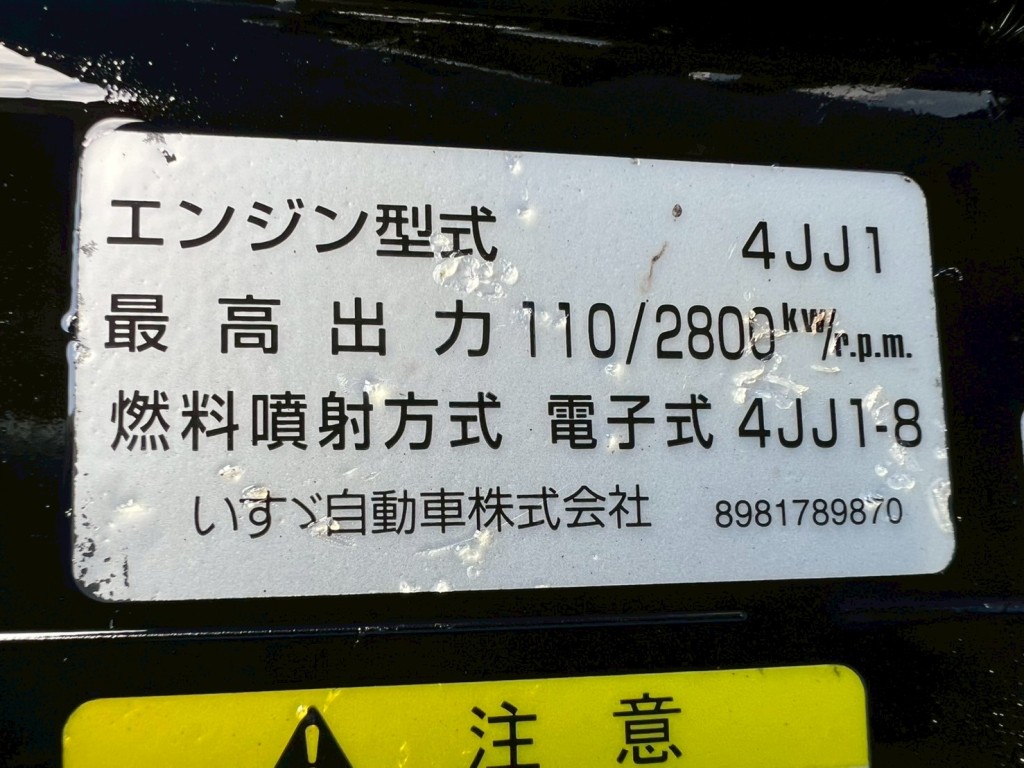 エンジン型式 4JJ1
最高出力 110/2800 kW/r.p.m.
燃料噴射方式 電子式 4JJ1-8
いすゞ自動車株式会社 8981789870
注意